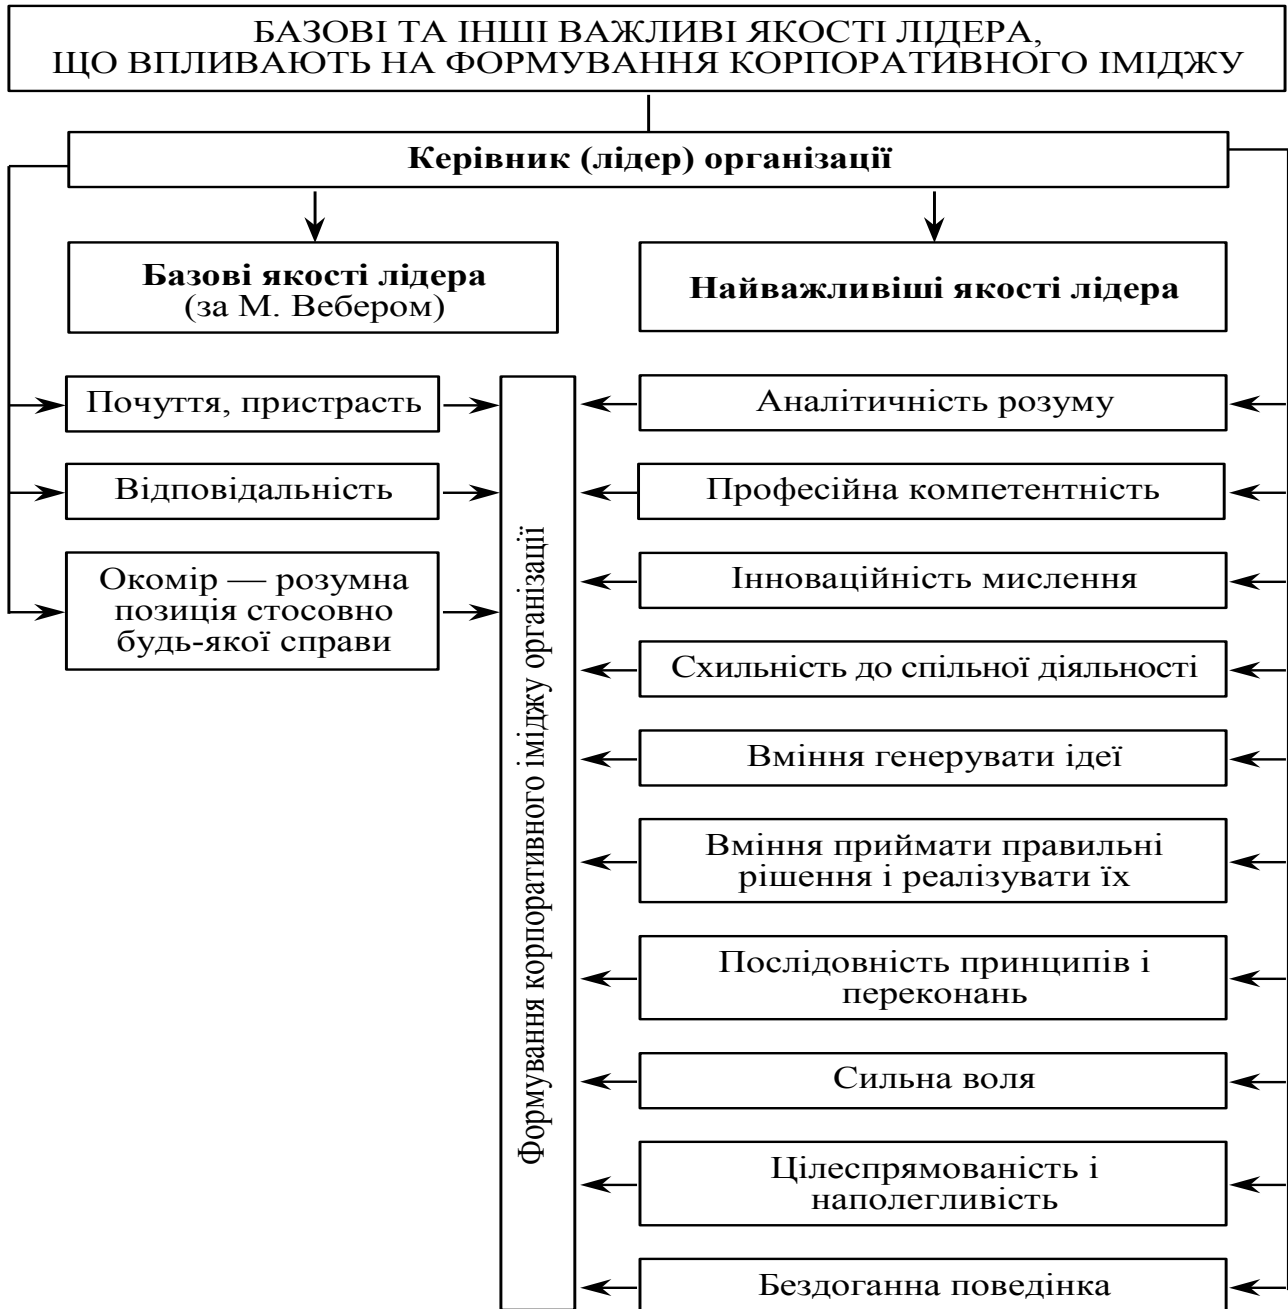 БАЗОВІ ТА ІНШІ ВАЖЛИВІ ЯКОСТІ ЛІДЕРА,
ЩО ВПЛИВАЮТЬ НА ФОРМУВАННЯ КОРПОРАТИВНОГО ІМІДЖУ
Керівник (лідер) організації
Базові якості лідера
(за М. Вебером)
Найважливіші якості лідера
Почуття, пристрасть
Відповідальність
Окомір — розумна
позиція стосовно
будь-якої справи
Формування корпоративного іміджу організації
Аналітичність розуму
Професійна компетентність
Інноваційність мислення
Схильність до спільної діяльності
Вміння генерувати ідеї
Вміння приймати правильні
рішення і реалізувати їх
Послідовність принципів і
переконань
Сильна воля
Цілеспрямованість і
наполегливість
Бездоганна поведінка